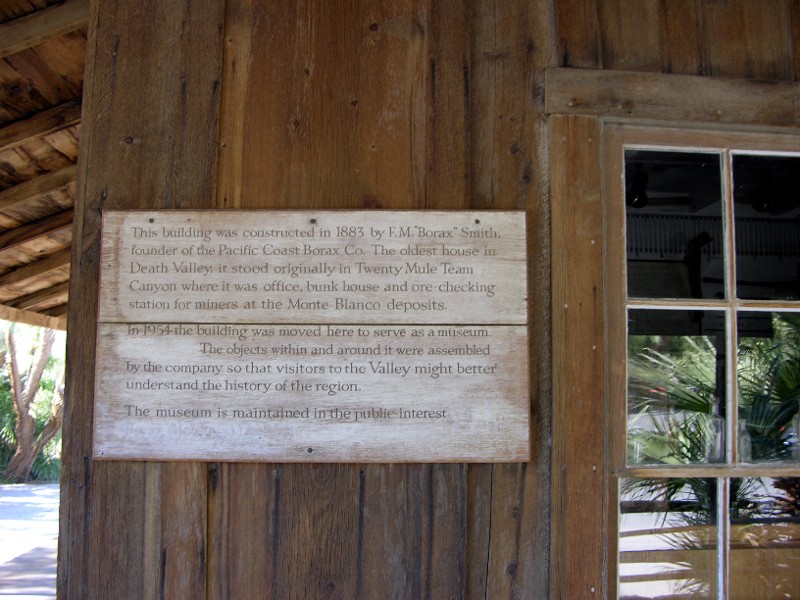 This building was constructed in 1883 by F.M. "Borax" Smith,
founder of the Pacific Coast Borax Co. The oldest house in
Death Valley, it stood originally in Twenty Mule Team
Canyon where it was office, bunk house and ore-checking
station for miners at the Monte Blanco deposits.
In 1954 the building was moved here to serve as a museum
The objects within and around it were assembled
by the company so that visitors to the Valley might better
understand the history of the region.
The museum is maintained in the public interest